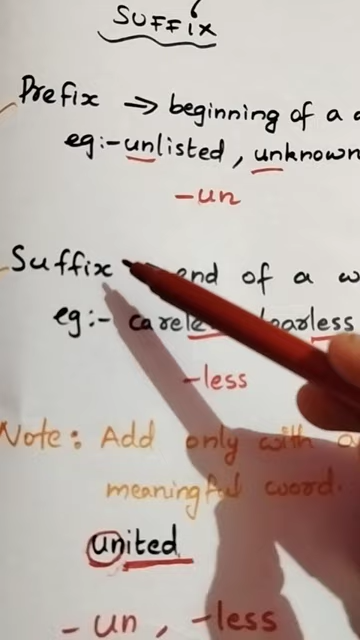 SUFFIX
Prefix → beginning of a
eg:- unlisted, unknown
-un
Suffix end of a
eg:- less
-less
Note: Add only with a
meaningful word.
united
- un, -less